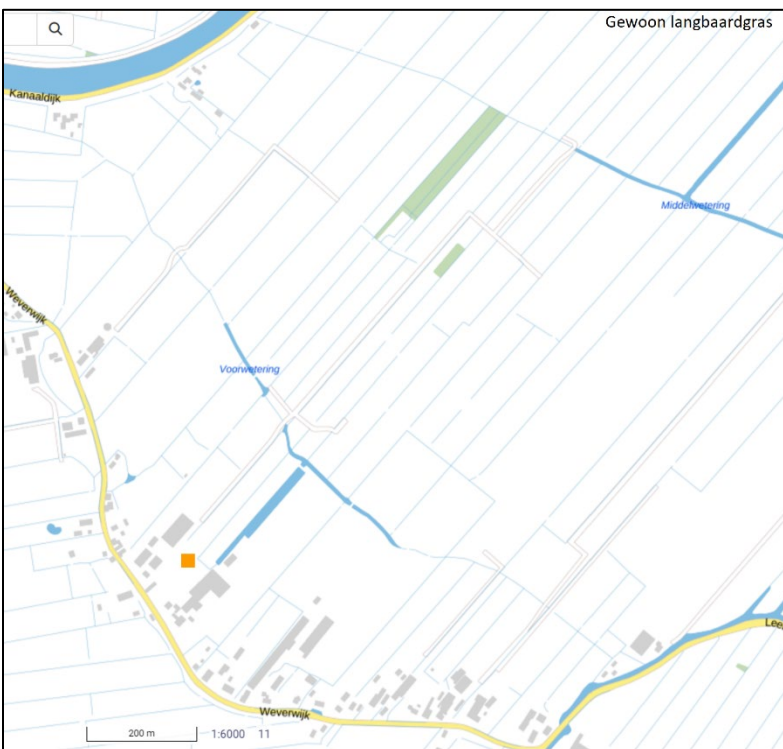 Gewoon langbaardgras
Kanaaldijk
Middelwetering
Weverwijk
Voorwetering
Weverwijk
200 m
1:6000
11